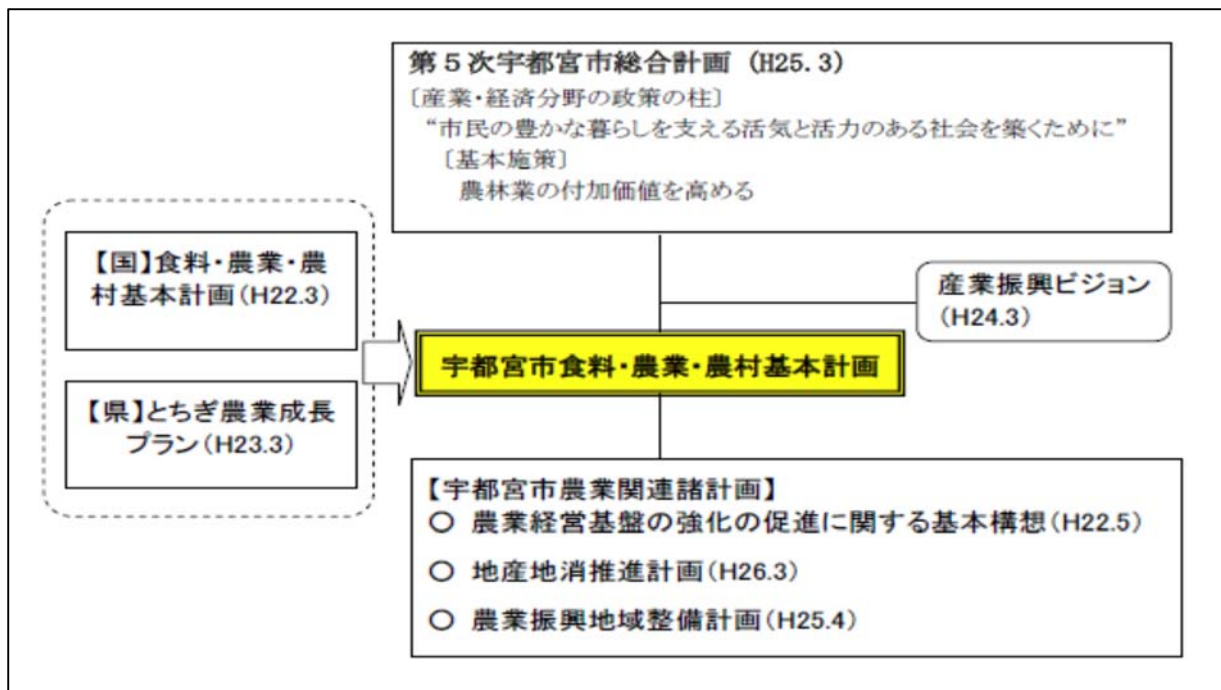 第５次宇都宮市総合計画（H25.3）
〔産業・経済分野の政策の柱〕
“市民の豊かな暮らしを支える活気と活力のある社会を築くために”
〔基本施策〕
農林業の付加価値を高める
【国】食料・農業・農
村基本計画（H22.3）
【県】とちぎ農業成長
プラン（H23.3）
産業振興ビジョン
（H24.3）
宇都宮市食料・農業・農村基本計画
【宇都宮市農業関連諸計画】
○ 農業経営基盤の強化の促進に関する基本構想（H22.5）
○ 地産地消推進計画（H26.3）
○ 農業振興地域整備計画（H25.4）